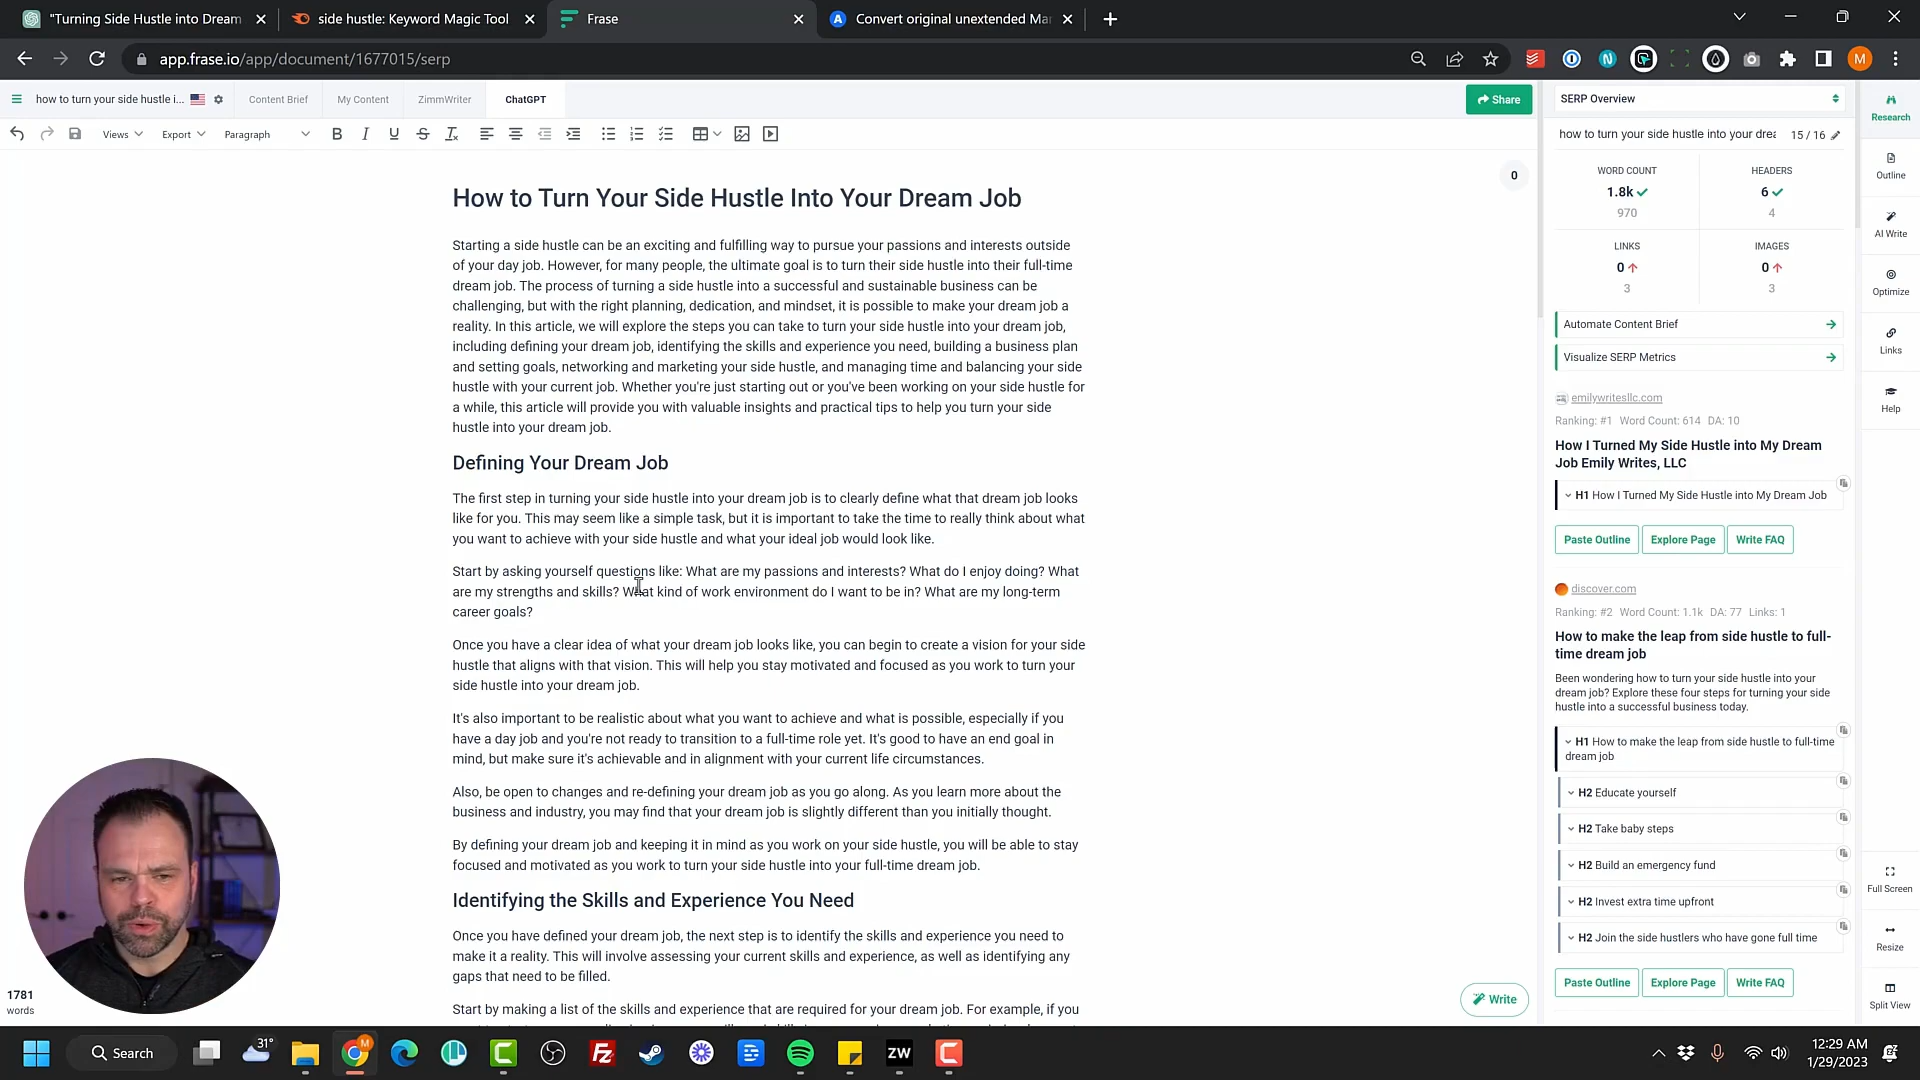 "Turning Side Hustle into Dream
side hustle: Keyword Magic Tool
Frase
Convert original unextended Ma
app.frase.io/app/document/1677015/serp
how to turn your side hustle i...
Content Brief
My Content
ZimmWriter
ChatGPT
Share
Views
Export
Paragraph
0
How to Turn Your Side Hustle Into Your Dream Job
Starting a side hustle can be an exciting and fulfilling way to pursue your passions and interests outside
of your day job. However, for many people, the ultimate goal is to turn their side hustle into their full-time
dream job. The process of turning a side hustle into a successful and sustainable business can be
challenging, but with the right planning, dedication, and mindset, it is possible to make your dream job a
reality. In this article, we will explore the steps you can take to turn your side hustle into your dream job,
including defining your dream job, identifying the skills and experience you need, building a business plan
and setting goals, networking and marketing your side hustle, and managing time and balancing your side
hustle with your current job. Whether you're just starting out or you've been working on your side hustle for
a while, this article will provide you with valuable insights and practical tips to help you turn your side
hustle into your dream job.
Defining Your Dream Job
The first step in turning your side hustle into your dream job is to clearly define what that dream job looks
like for you. This may seem like a simple task, but it is important to take the time to really think about what
you want to achieve with your side hustle and what your ideal job would look like.
Start by asking yourself questions like: What are my passions and interests? What do I enjoy doing? What
are my strengths and skills? What kind of work environment do I want to be in? What are my long-term
career goals?
Once you have a clear idea of what your dream job looks like, you can begin to create a vision for your side
hustle that aligns with that vision. This will help you stay motivated and focused as you work to turn your
side hustle into your dream job.
It's also important to be realistic about what you want to achieve and what is possible, especially if you
have a day job and you're not ready to transition to a full-time role yet. It's good to have an end goal in
mind, but make sure it's achievable and in alignment with your current life circumstances.
Also, be open to changes and re-defining your dream job as you go along. As you learn more about the
business and industry, you may find that your dream job is slightly different than you initially thought.
By defining your dream job and keeping it in mind as you work on your side hustle, you will be able to stay
focused and motivated as you work to turn your side hustle into your full-time dream job.
Identifying the Skills and Experience You Need
Once you have defined your dream job, the next step is to identify the skills and experience you need to
make it a reality. This will involve assessing your current skills and experience, as well as identifying any
gaps that need to be filled.
Start by making a list of the skills and experience that are required for your dream job. For example, if you
1781
words
Write
SERP Overview
how to turn your side hustle into your drea 15 / 16
WORD COUNT HEADERS
1.8k 6
970 4
LINKS IMAGES
0 0
3 3
Automate Content Brief
Visualize SERP Metrics
emilywritesllc.com
Ranking: #1 Word Count: 614 DA: 10
How I Turned My Side Hustle into My Dream
Job Emily Writes, LLC
H1 How I Turned My Side Hustle into My Dream Job
Paste Outline Explore Page Write FAQ
discover.com
Ranking: #2 Word Count: 1.1k DA: 77 Links: 1
How to make the leap from side hustle to full-
time dream job
Been wondering how to turn your side hustle into your
dream job? Explore these four steps for turning your side
hustle into a successful business today.
H1 How to make the leap from side hustle to full-time
dream job
H2 Educate yourself
H2 Take baby steps
H2 Build an emergency fund
H2 Invest extra time upfront
H2 Join the side hustlers who have gone full time
Paste Outline Explore Page Write FAQ
Research
Outline
AI Write
Optimize
Links
Help
Full Screen
Resize
Split View
Search
31°
ZW
12:29 AM
1/29/2023